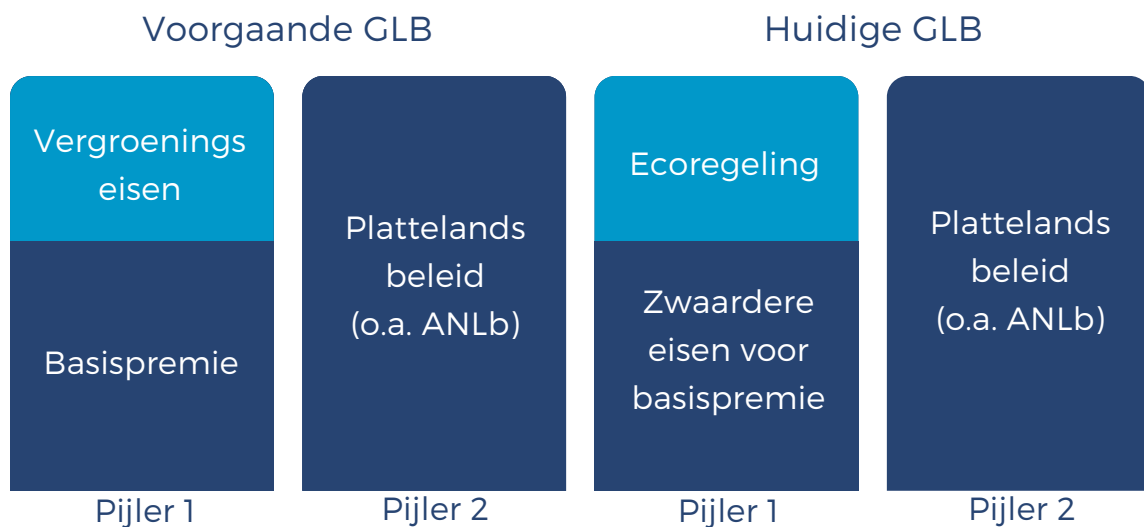 Voorgaande GLB
Huidige GLB
Vergroenings
eisen
Basispremie
Plattelands
beleid
(o.a. ANLb)
Ecoregeling
Zwaardere
eisen voor
basispremie
Plattelands
beleid
(o.a. ANLb)
Pijler 1
Pijler 2
Pijler 1
Pijler 2